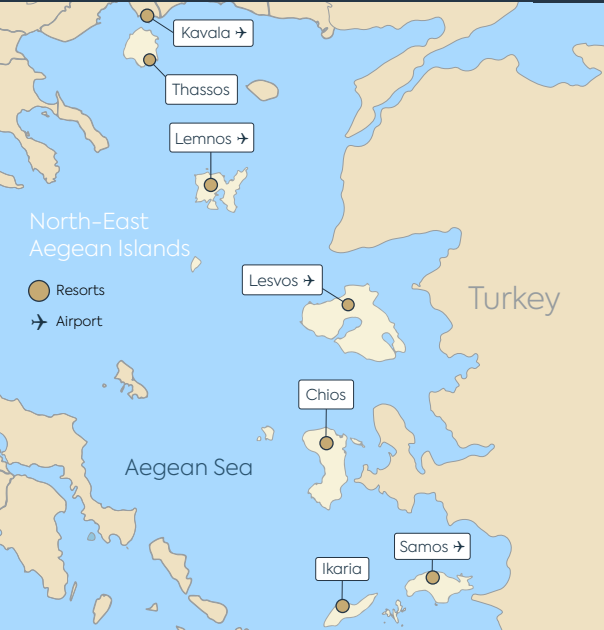 Kavala ✈
Thassos
Lemnos ✈
North-East
Aegean Islands
Resorts
Airport
Lesvos ✈
Turkey
Chios
Aegean Sea
Samos ✈
Ikaria